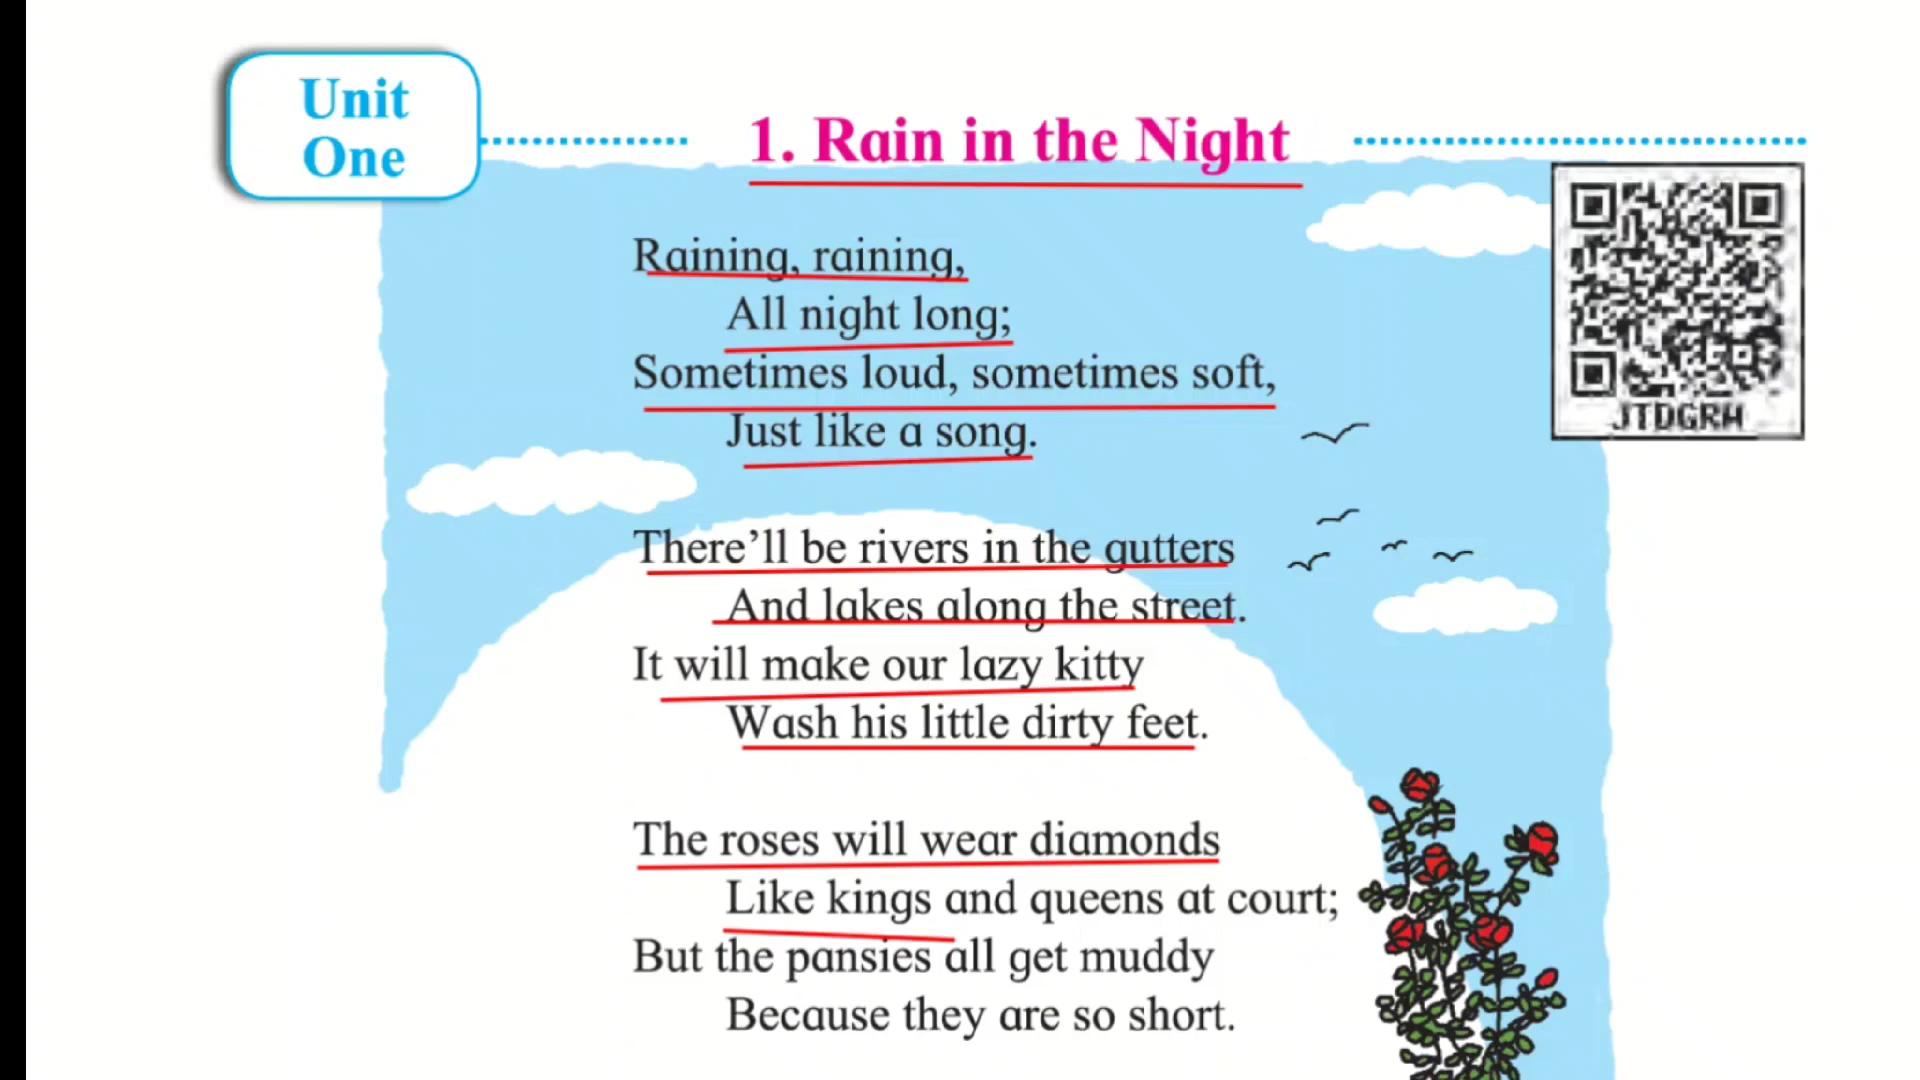 Unit
One
1. Rain in the Night
JTDGRH
Raining, raining,
All night long;
Sometimes loud, sometimes soft,
Just like a song.
There’ll be rivers in the gutters
And lakes along the street.
It will make our lazy kitty
Wash his little dirty feet.
The roses will wear diamonds
Like kings and queens at court;
But the pansies all get muddy
Because they are so short.